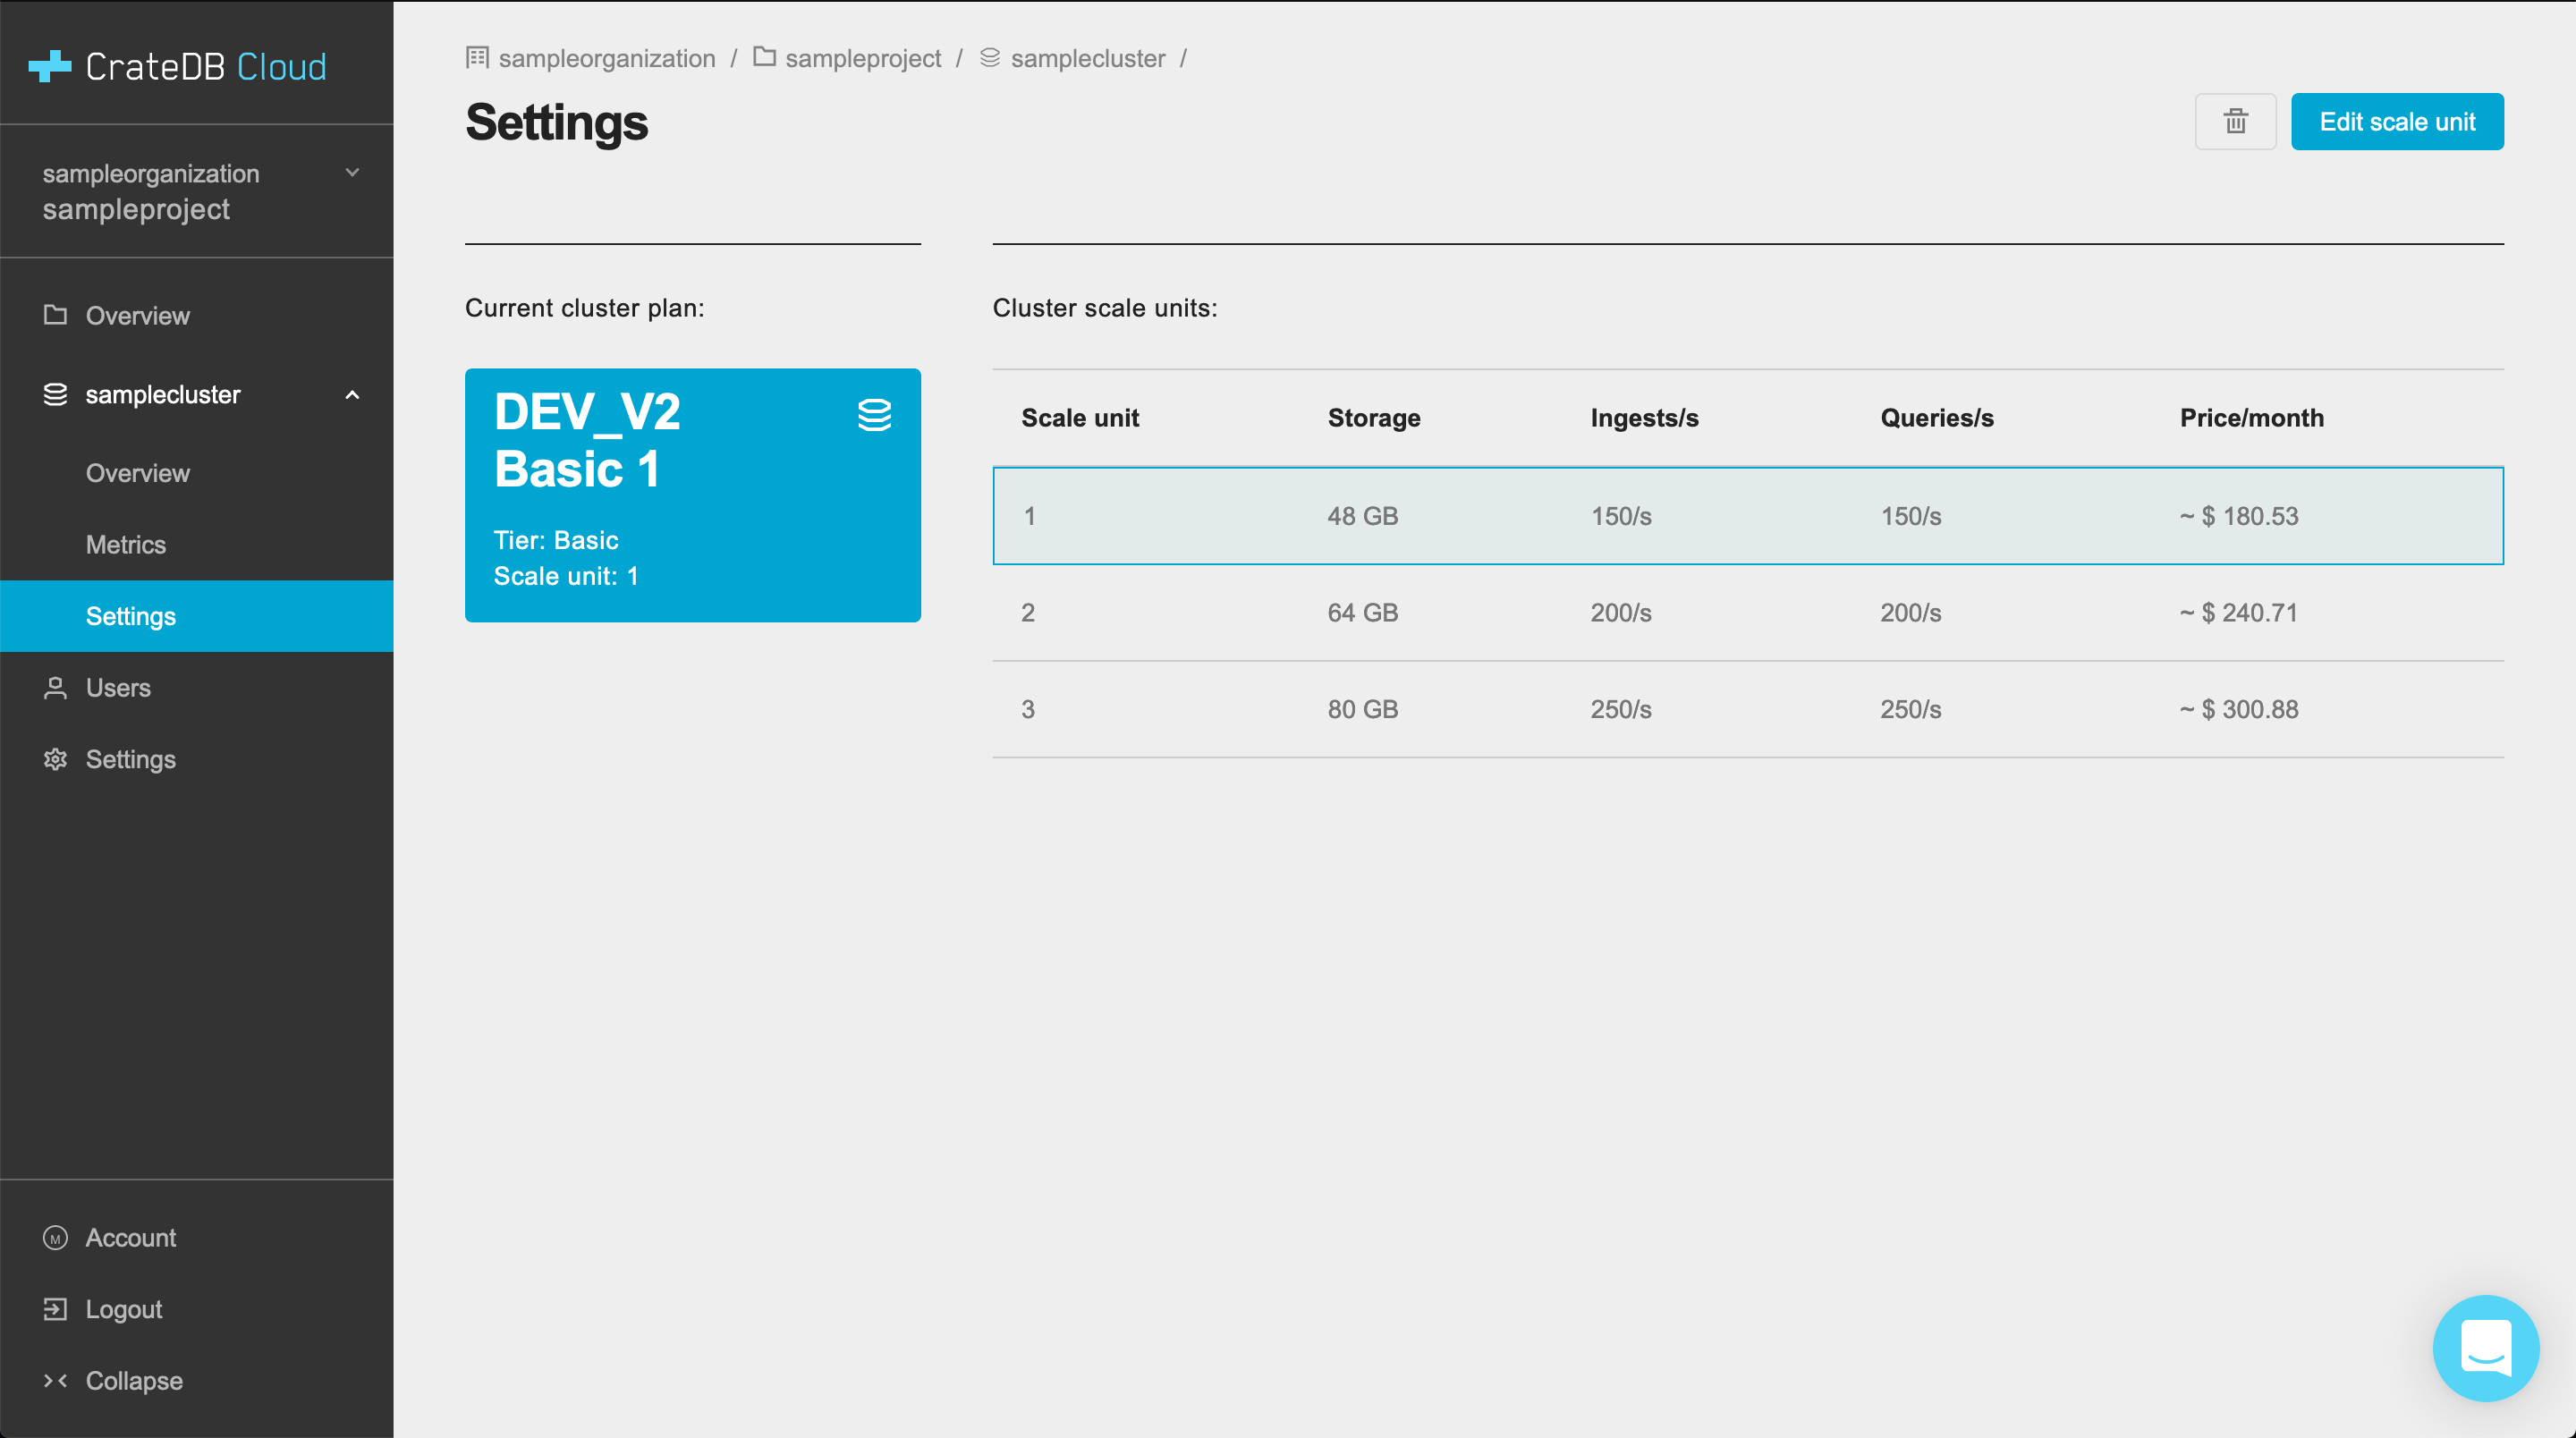 CrateDB Cloud
sampleorganization
sampleproject
Overview
samplecluster
Overview
Metrics
Settings
Users
Settings
M Account
Logout
Collapse
sampleorganization / sampleproject / samplecluster /
Settings
Edit scale unit
Current cluster plan:
DEV_V2
Basic 1
Tier: Basic
Scale unit: 1
Cluster scale units:
Scale unit Storage Ingests/s Queries/s Price/month
1 48 GB 150/s 150/s ~ $ 180.53
2 64 GB 200/s 200/s ~ $ 240.71
3 80 GB 250/s 250/s ~ $ 300.88